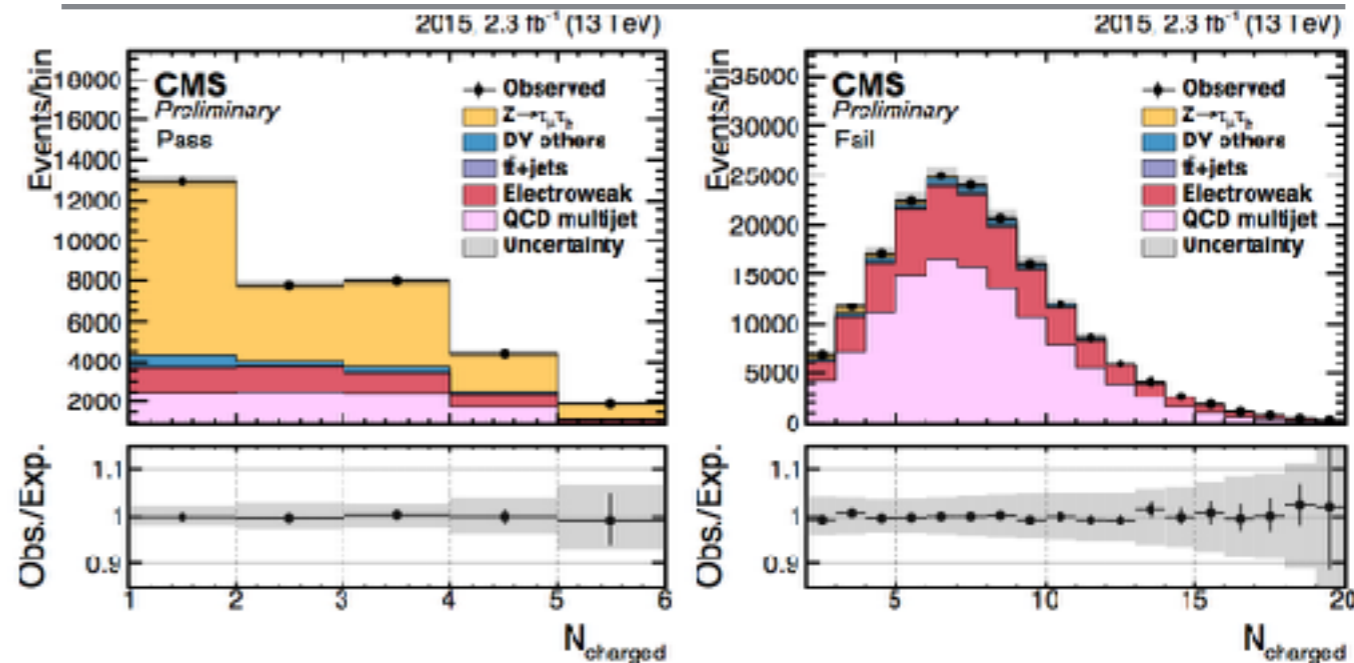 2015, 2.3 fb⁻¹ (13 TeV)
Events/bin
18000
16000
14000
12000
10000
8000
6000
4000
2000
CMS
Preliminary
Pass
Observed
Z→τμτh
DY others
tt̄+jets
Electroweak
QCD multijet
Uncertainty
Obs./Exp.
1.1
1
0.9
1 2 3 4 5 6
Ncharged
2015, 2.3 fb⁻¹ (13 TeV)
Events/bin
35000
30000
25000
20000
15000
10000
5000
0
CMS
Preliminary
Fail
Observed
Z→τμτh
DY others
tt̄+jets
Electroweak
QCD multijet
Uncertainty
Obs./Exp.
1.1
1
0.9
5 10 15 20
Ncharged